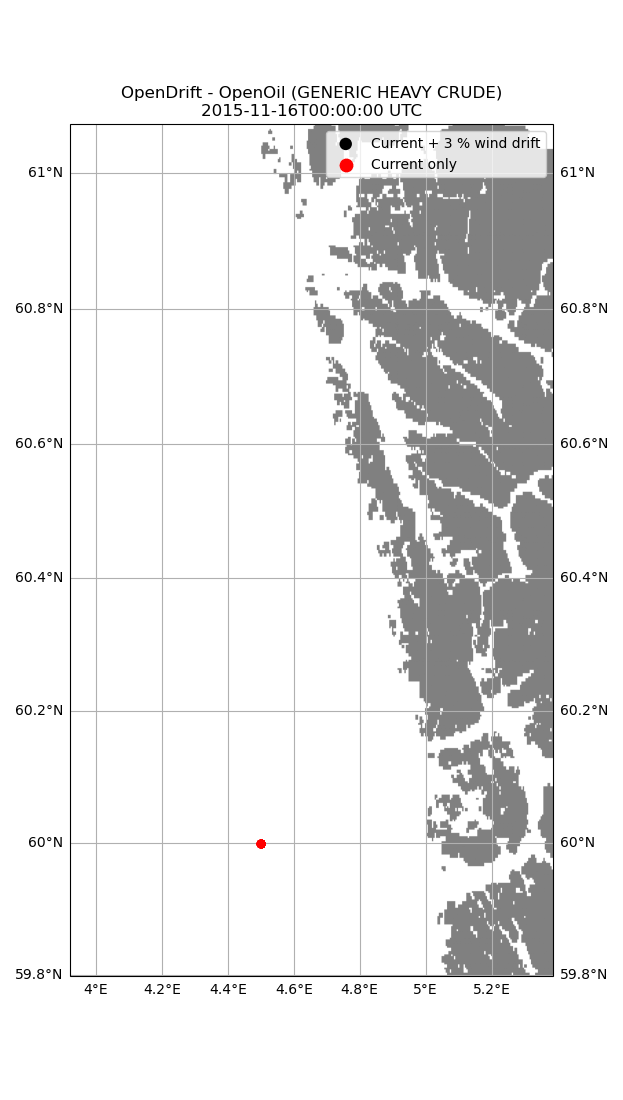 OpenDrift - OpenOil (GENERIC HEAVY CRUDE)
2015-11-16T00:00:00 UTC
Current + 3 % wind drift
Current only
61°N 61°N
60.8°N 60.8°N
60.6°N 60.6°N
60.4°N 60.4°N
60.2°N 60.2°N
60°N 60°N
59.8°N 59.8°N
4°E 4.2°E 4.4°E 4.6°E 4.8°E 5°E 5.2°E